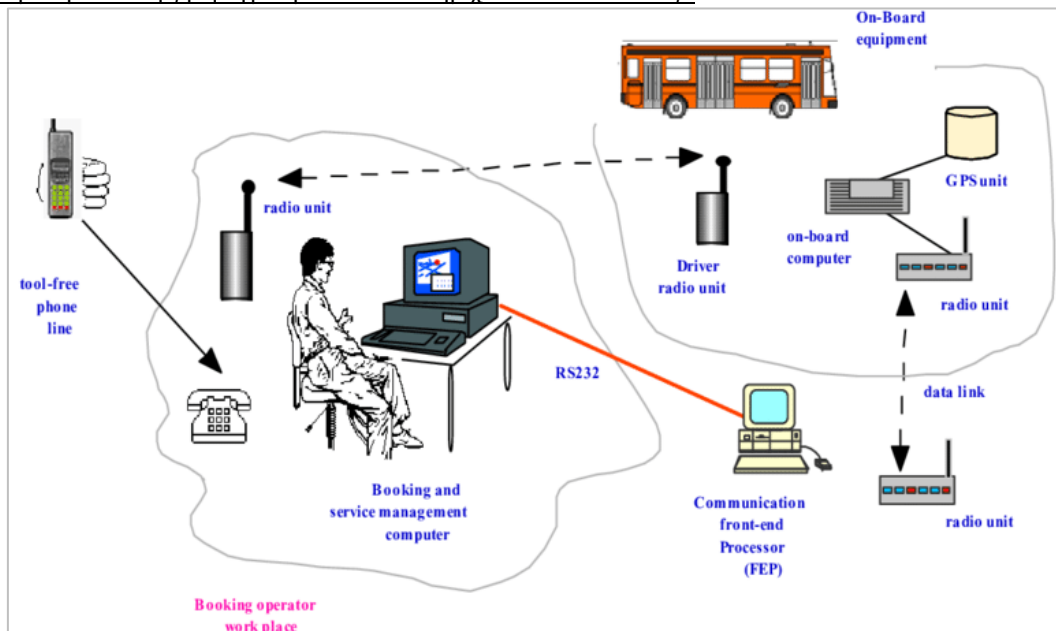 On-Board
equipment
GPS unit
radio unit
on-board
computer
Driver
radio unit
radio unit
tool-free
phone
line
RS232
data link
Booking and
service management
computer
Communication
front-end
Processor
(FEP)
radio unit
Booking operator
work place